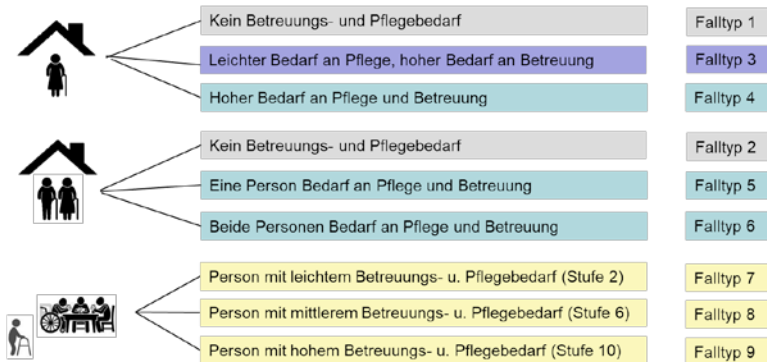 Kein Betreuungs- und Pflegebedarf Falltyp 1
Leichter Bedarf an Pflege, hoher Bedarf an Betreuung Falltyp 3
Hoher Bedarf an Pflege und Betreuung Falltyp 4
Kein Betreuungs- und Pflegebedarf Falltyp 2
Eine Person Bedarf an Pflege und Betreuung Falltyp 5
Beide Personen Bedarf an Pflege und Betreuung Falltyp 6
Person mit leichtem Betreuungs- u. Pflegebedarf (Stufe 2) Falltyp 7
Person mit mittlerem Betreuungs- u. Pflegebedarf (Stufe 6) Falltyp 8
Person mit hohem Betreuungs- u. Pflegebedarf (Stufe 10) Falltyp 9